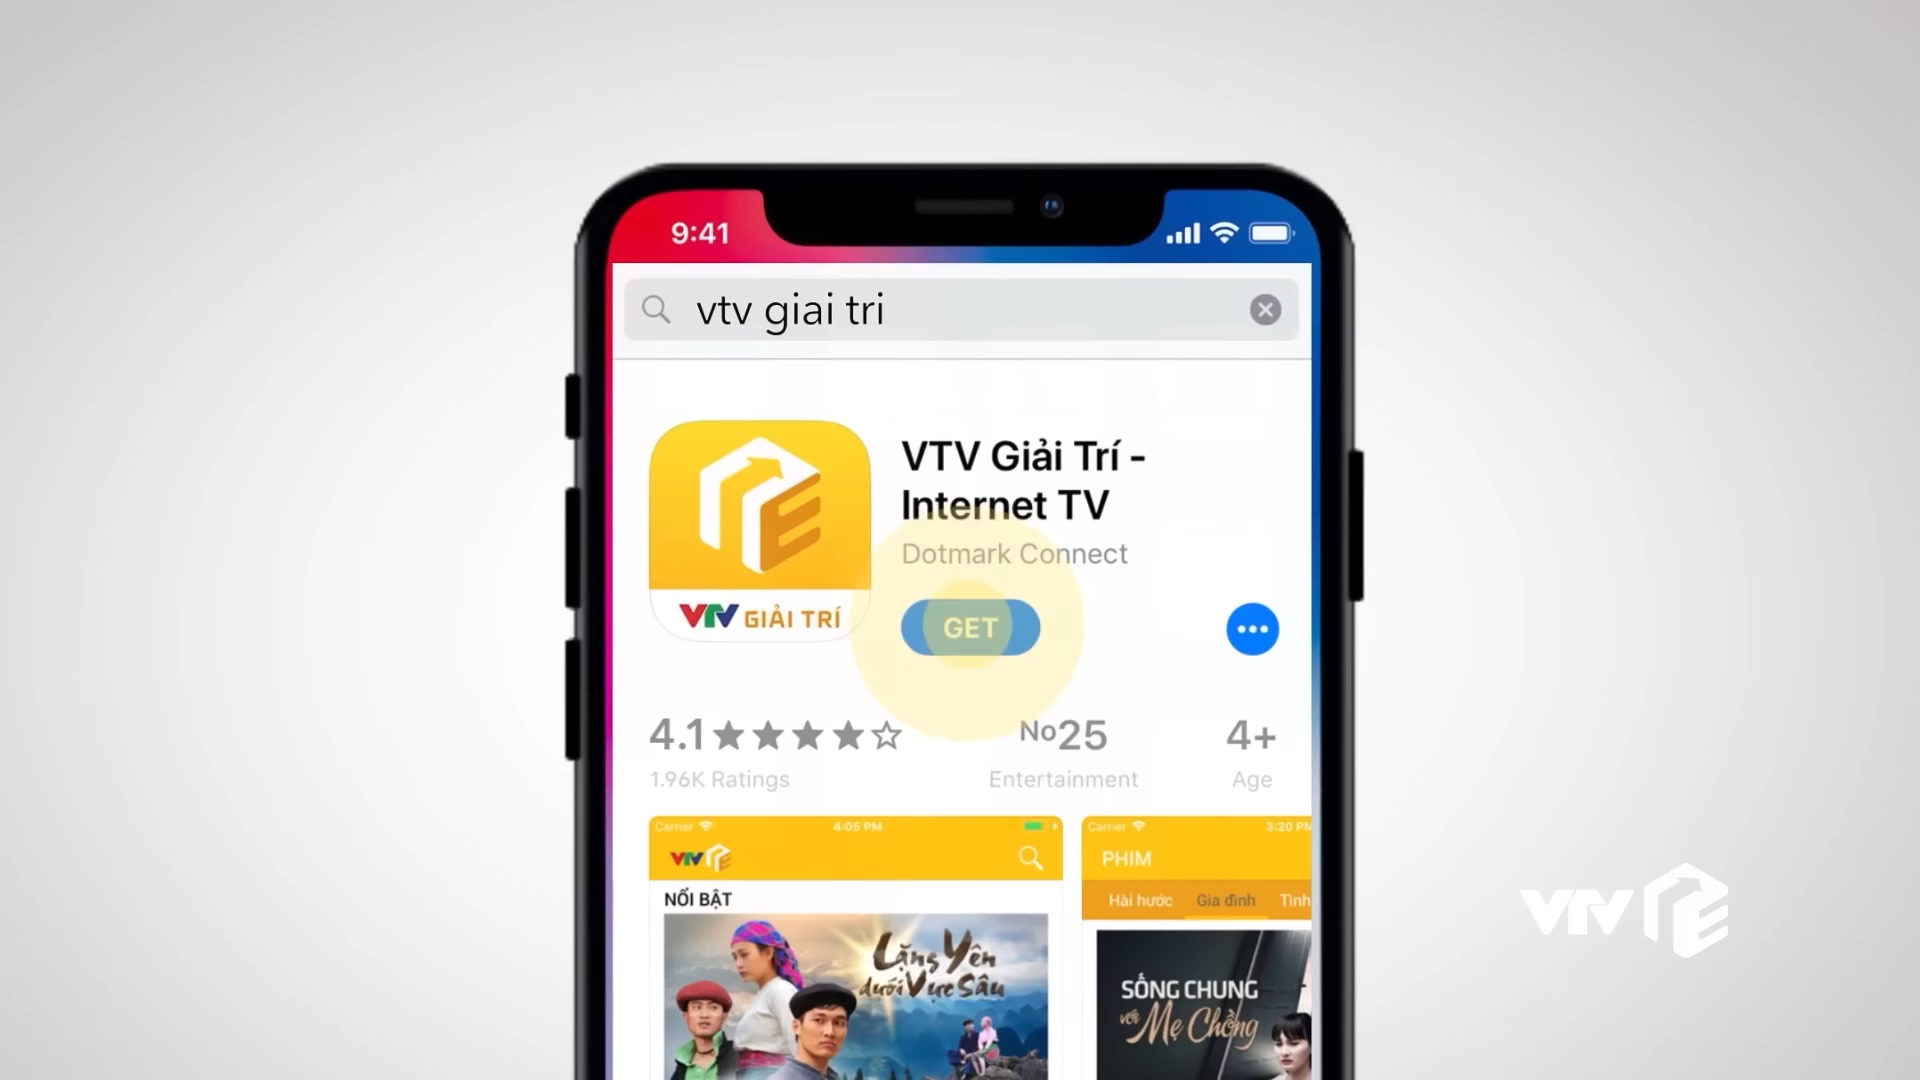 9:41
vtv giai tri
VTV Giải Trí -
Internet TV
Dotmark Connect
VTV GIẢI TRÍ
GET
4.1
No25
4+
1.96K Ratings
Entertainment
Age
Carrier
4:05 PM
VTV
NỔI BẬT
Lặng Yên
dưới Vực Sâu
Carrier
3:20 PM
PHIM
Hài hước
Gia đình
Tình
SỐNG CHUNG
với Mẹ Chồng
VTV